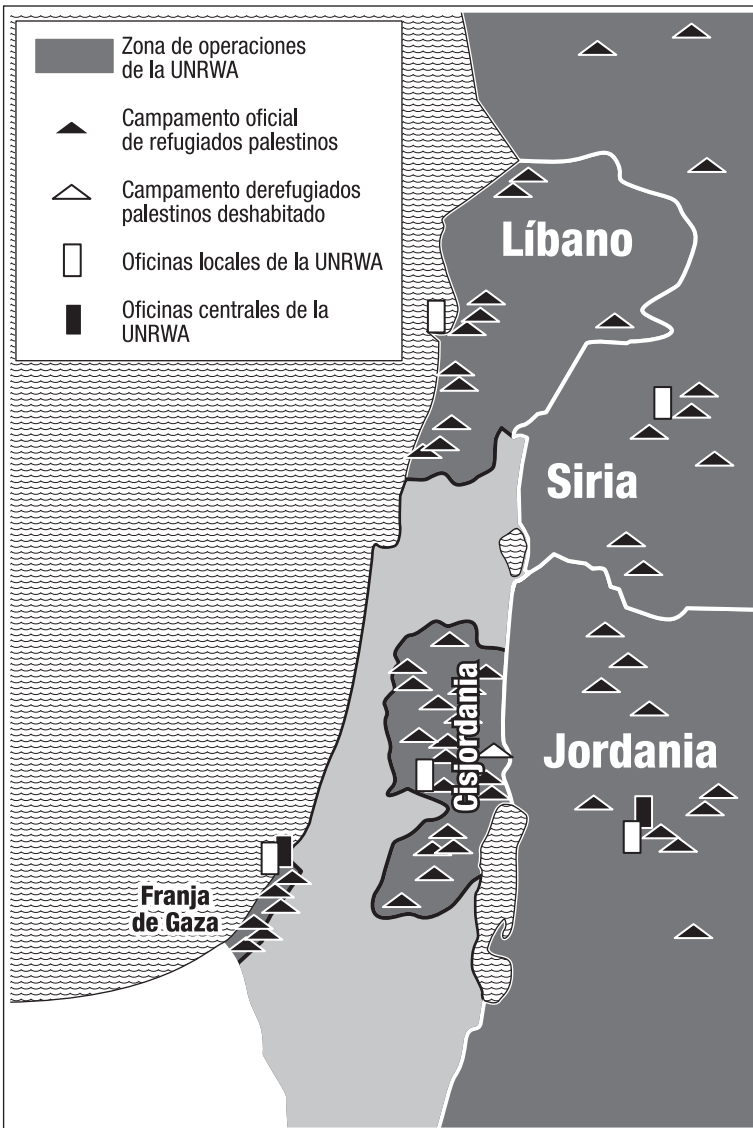 Zona de operaciones
de la UNRWA
Campamento oficial
de refugiados palestinos
Campamento derefugiados
palestinos deshabitado
Oficinas locales de la UNRWA
Oficinas centrales de la
UNRWA
Líbano
Siria
Cisjordania
Jordania
Franja
de Gaza